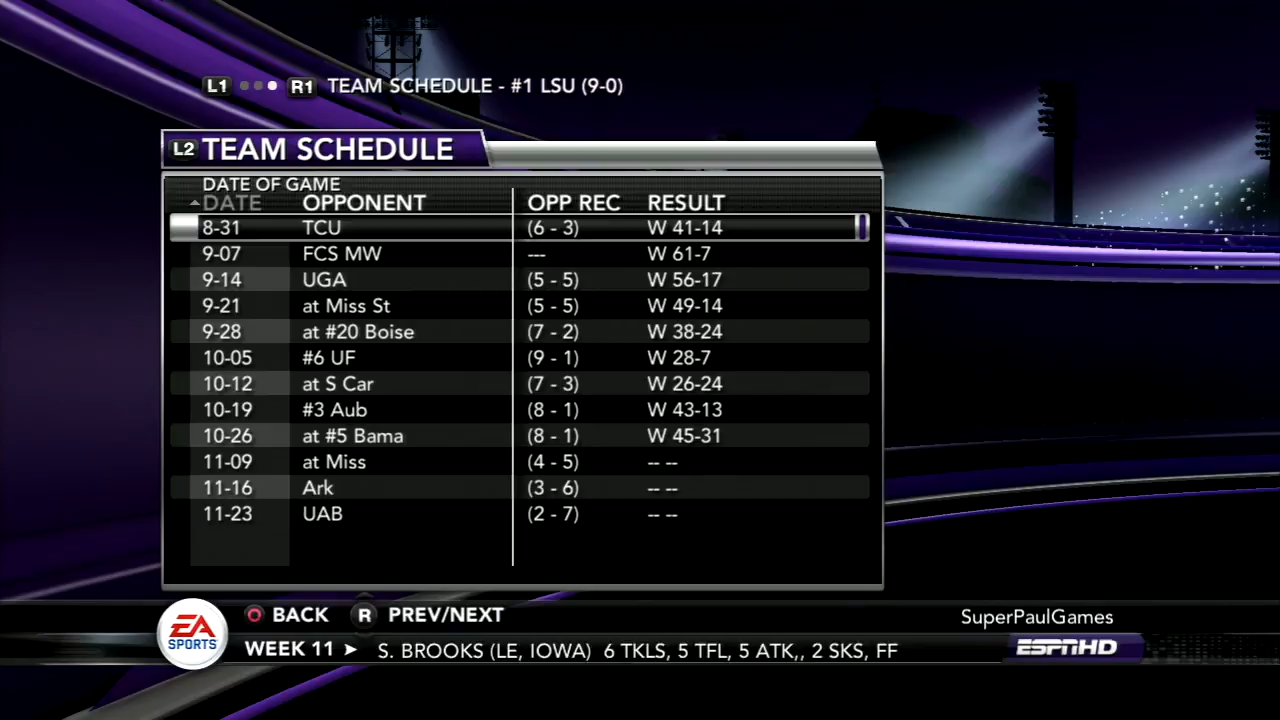 L1 R1 TEAM SCHEDULE - #1 LSU (9-0)
L2 TEAM SCHEDULE
DATE OF GAME
DATE OPPONENT OPP REC RESULT
8-31 TCU (6 - 3) W 41-14
9-07 FCS MW --- W 61-7
9-14 UGA (5 - 5) W 56-17
9-21 at Miss St (5 - 5) W 49-14
9-28 at #20 Boise (7 - 2) W 38-24
10-05 #6 UF (9 - 1) W 28-7
10-12 at S Car (7 - 3) W 26-24
10-19 #3 Aub (8 - 1) W 43-13
10-26 at #5 Bama (8 - 1) W 45-31
11-09 at Miss (4 - 5) -- --
11-16 Ark (3 - 6) -- --
11-23 UAB (2 - 7) -- --
EA SPORTS
BACK R PREV/NEXT SuperPaulGames
WEEK 11 S. BROOKS (LE, IOWA) 6 TKLS, 5 TFL, 5 ATK,, 2 SKS, FF ESPNHD